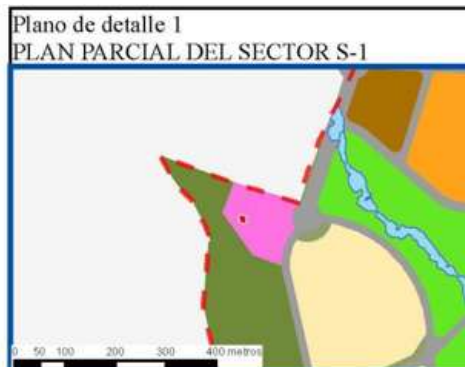 Plano de detalle 1
PLAN PARCIAL DEL SECTOR S-1
0 50 100 200 300 400 metros